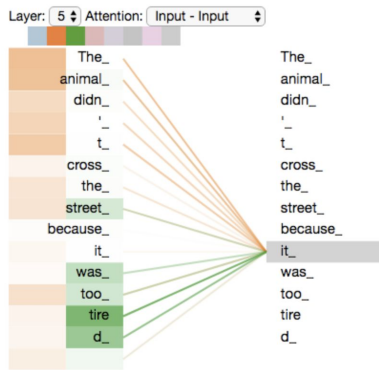 Layer: 5 Attention: Input - Input
The_ The_
animal_ animal_
didn_ didn_
'_ '_
t_ t_
cross_ cross_
the_ the_
street_ street_
because_ because_
it_ it_
was_ was_
too_ too_
tire tire
d_ d_